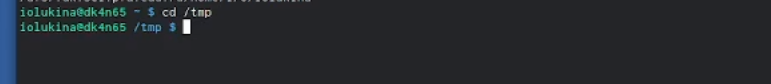 iolukina@dk4n65 ~ $ cd /tmp
iolukina@dk4n65 /tmp $